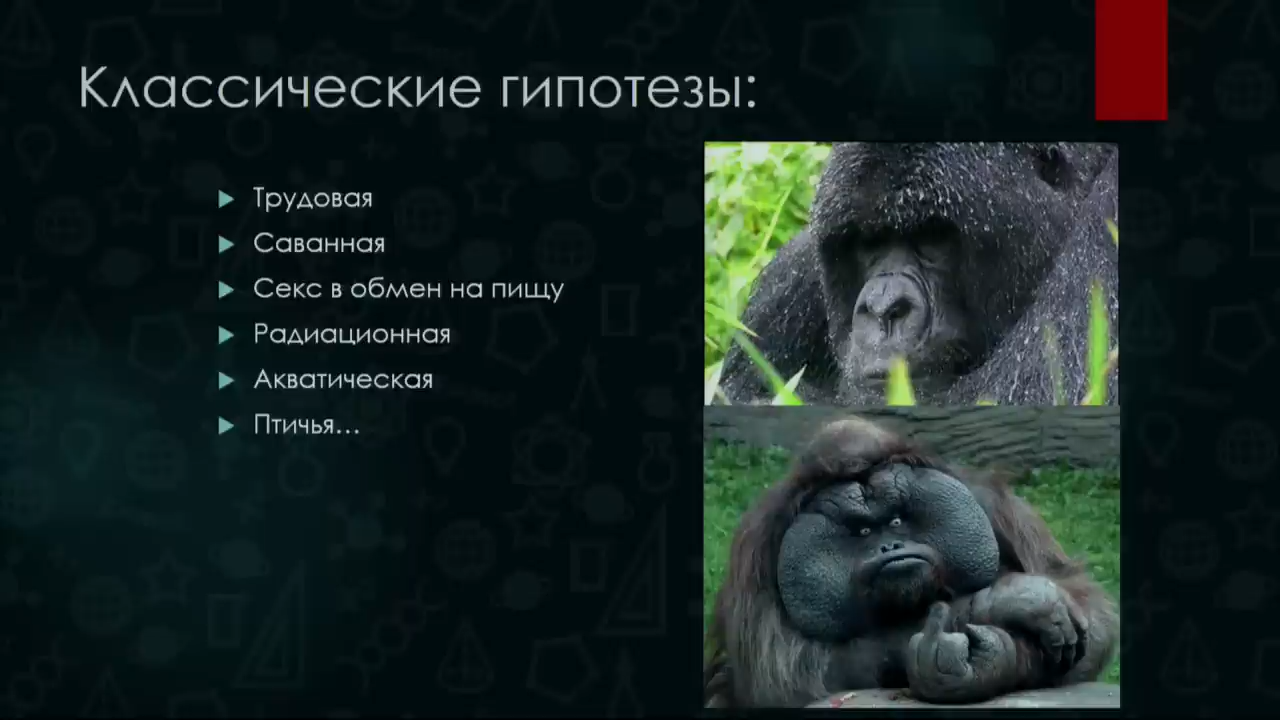 Классические гипотезы:
Трудовая
Саванная
Секс в обмен на пищу
Радиационная
Акватическая
Птичья…